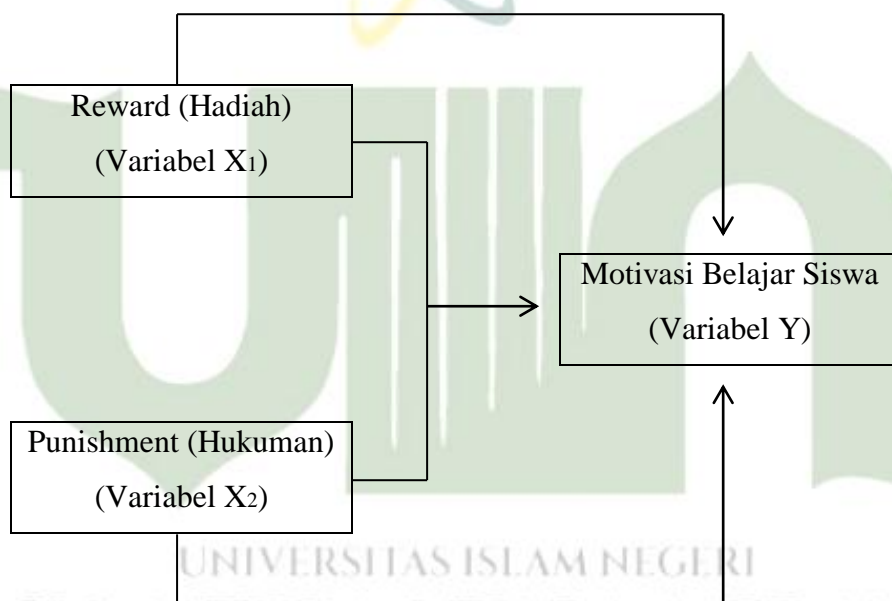 Reward (Hadiah)
(Variabel X1)
Motivasi Belajar Siswa
(Variabel Y)
Punishment (Hukuman)
(Variabel X2)
UNIVERSITAS ISLAM NEGERI